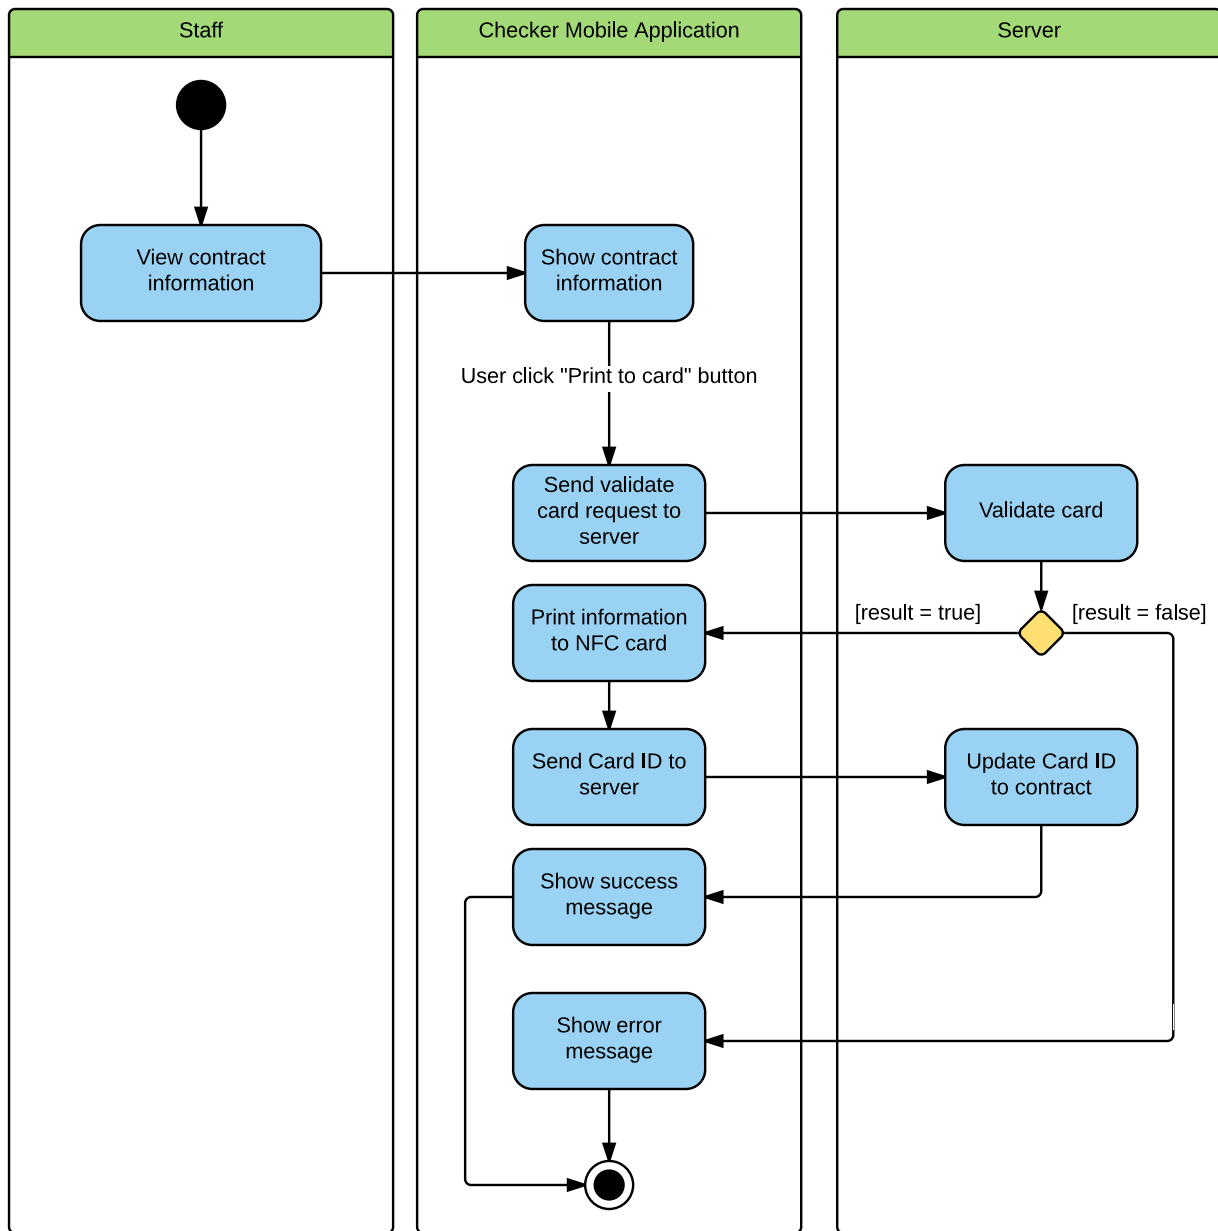 Staff
Checker Mobile Application
Server
View contract
information
Show contract
information
User click "Print to card" button
Send validate
card request to
server
Validate card
[result = true]
[result = false]
Print information
to NFC card
Send Card ID to
server
Update Card ID
to contract
Show success
message
Show error
message